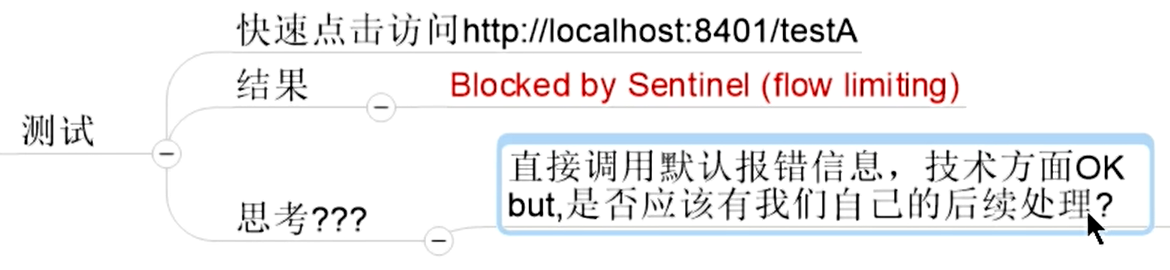 快速点击访问http://localhost:8401/testA
结果
Blocked by Sentinel (flow limiting)
测试
直接调用默认报错信息，技术方面OK
but,是否应该有我们自己的后续处理?
思考???